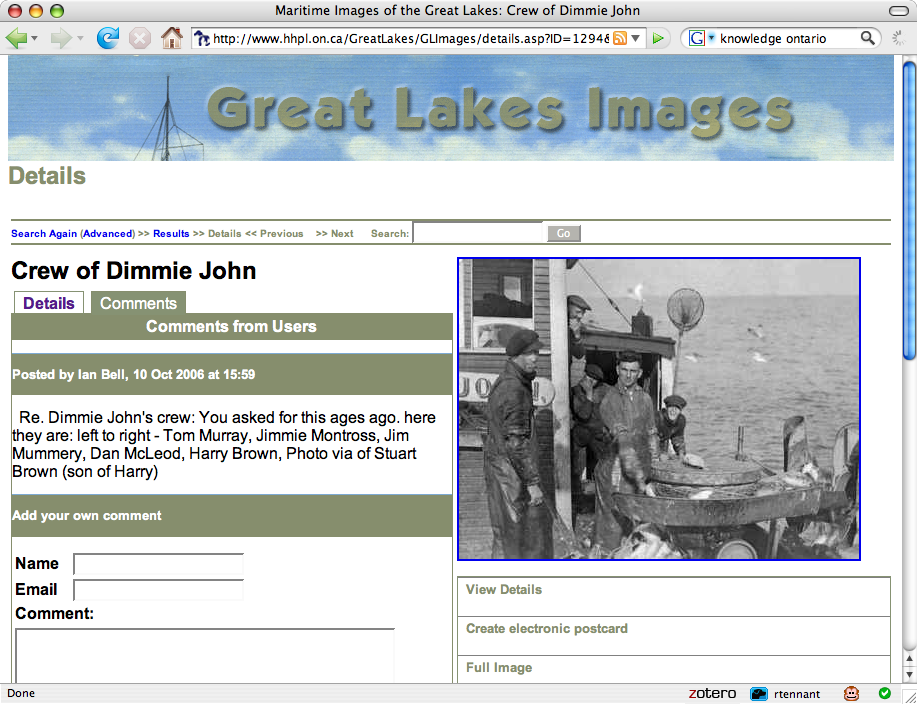 Maritime Images of the Great Lakes: Crew of Dimmie John
http://www.hhpl.on.ca/GreatLakes/GLImages/details.asp?ID=12948
G knowledge ontario
Great Lakes Images
Details
Search Again (Advanced) >> Results >> Details << Previous >> Next Search: Go
Crew of Dimmie John
Details Comments
Comments from Users
Posted by Ian Bell, 10 Oct 2006 at 15:59
Re. Dimmie John's crew: You asked for this ages ago. here
they are: left to right - Tom Murray, Jimmie Montross, Jim
Mummery, Dan McLeod, Harry Brown, Photo via of Stuart
Brown (son of Harry)
Add your own comment
Name
Email
Comment:
JO
View Details
Create electronic postcard
Full Image
Done zotero rtennant